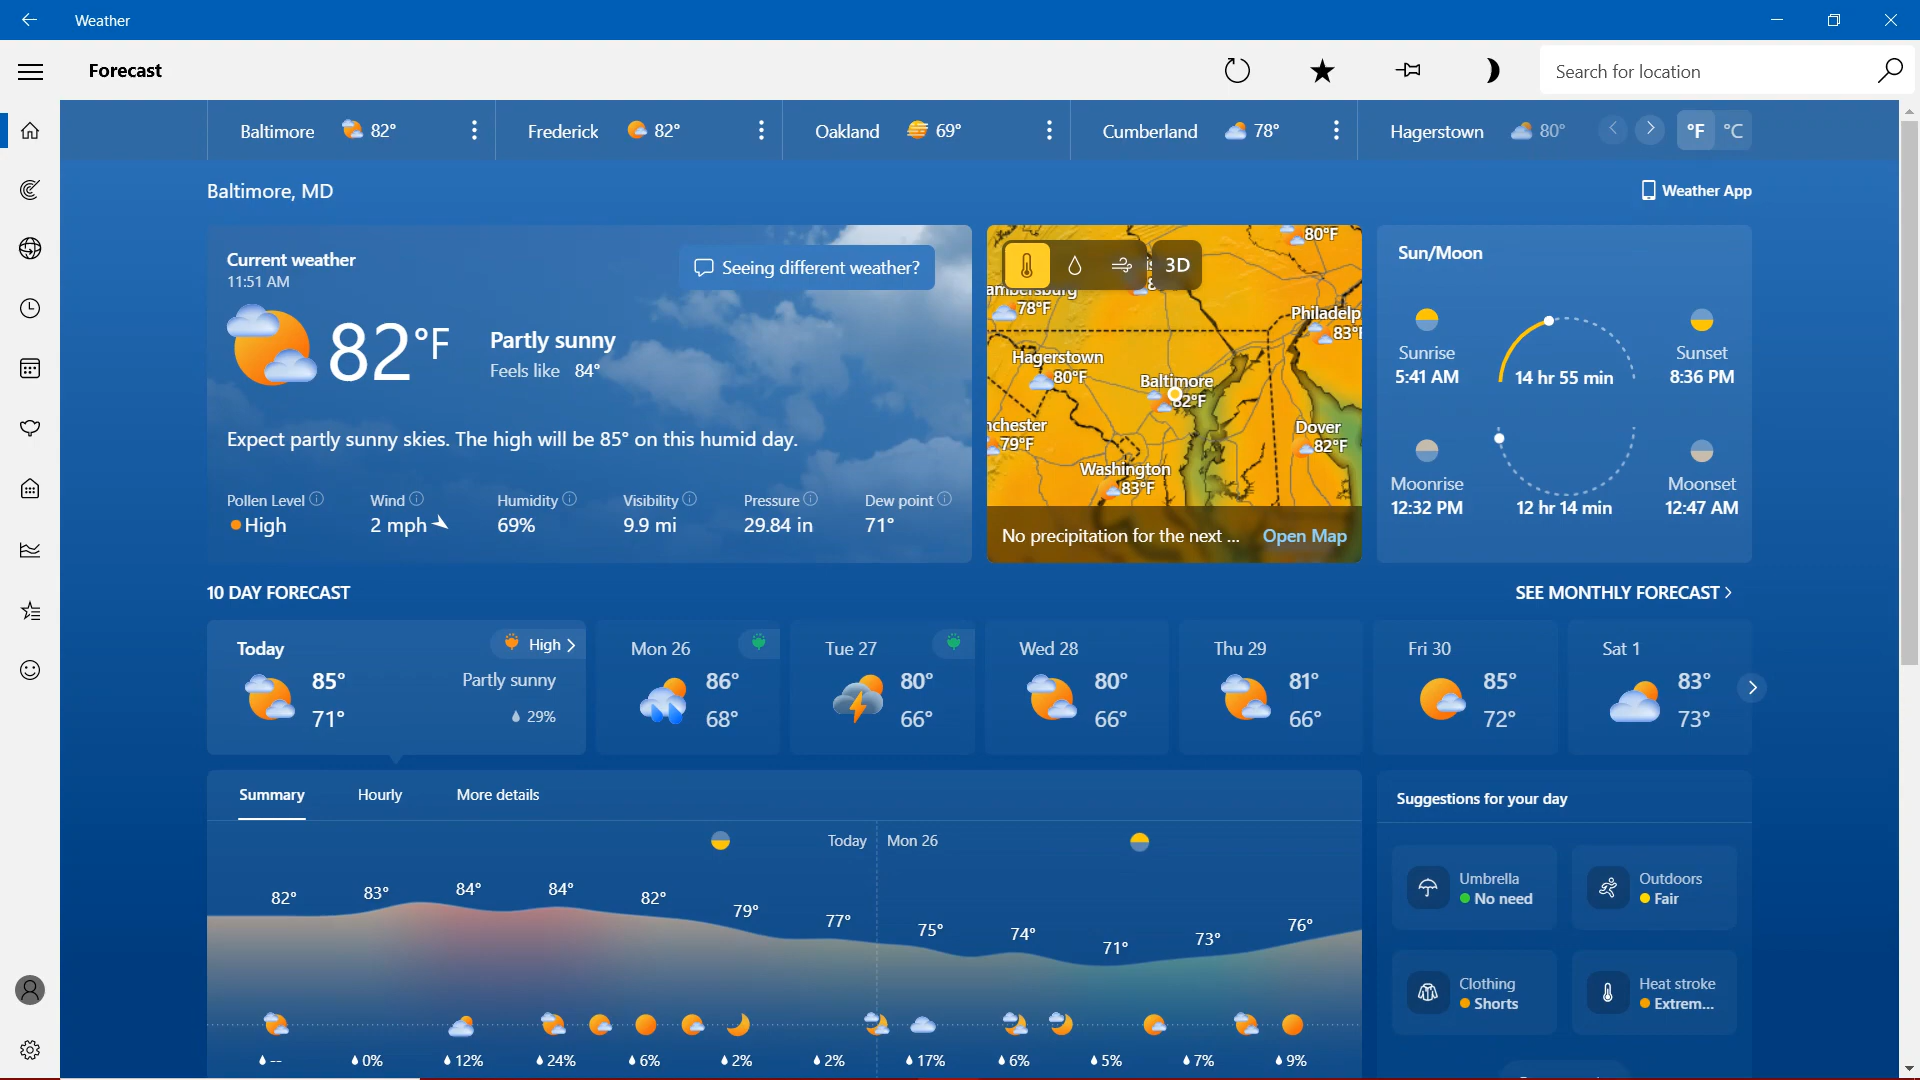 Weather
Forecast
Search for location
Baltimore 82° Frederick 82° Oakland 69° Cumberland 78° Hagerstown 80° °F °C
Baltimore, MD
Weather App
Current weather
11:51 AM
Seeing different weather?
82°F
Partly sunny
Feels like 84°
Expect partly sunny skies. The high will be 85° on this humid day.
Pollen Level Wind Humidity Visibility Pressure Dew point
High 2 mph 69% 9.9 mi 29.84 in 71°
80°F
3D
78°F
Philadelp
83°F
Hagerstown
80°F
Baltimore
82°F
nchester
79°F
Dover
82°F
Washington
83°F
No precipitation for the next ... Open Map
Sun/Moon
Sunrise
5:41 AM
14 hr 55 min
Sunset
8:36 PM
Moonrise
12:32 PM
12 hr 14 min
Moonset
12:47 AM
10 DAY FORECAST
SEE MONTHLY FORECAST
Today High
85° Partly sunny
71° 29%
Mon 26
86°
68°
Tue 27
80°
66°
Wed 28
80°
66°
Thu 29
81°
66°
Fri 30
85°
72°
Sat 1
83°
73°
Summary Hourly More details
Today Mon 26
82° 83° 84° 84° 82° 79° 77° 75° 74° 71° 73° 76°
-- 0% 12% 24% 6% 2% 2% 17% 6% 5% 7% 9%
Suggestions for your day
Umbrella
No need
Outdoors
Fair
Clothing
Shorts
Heat stroke
Extrem...